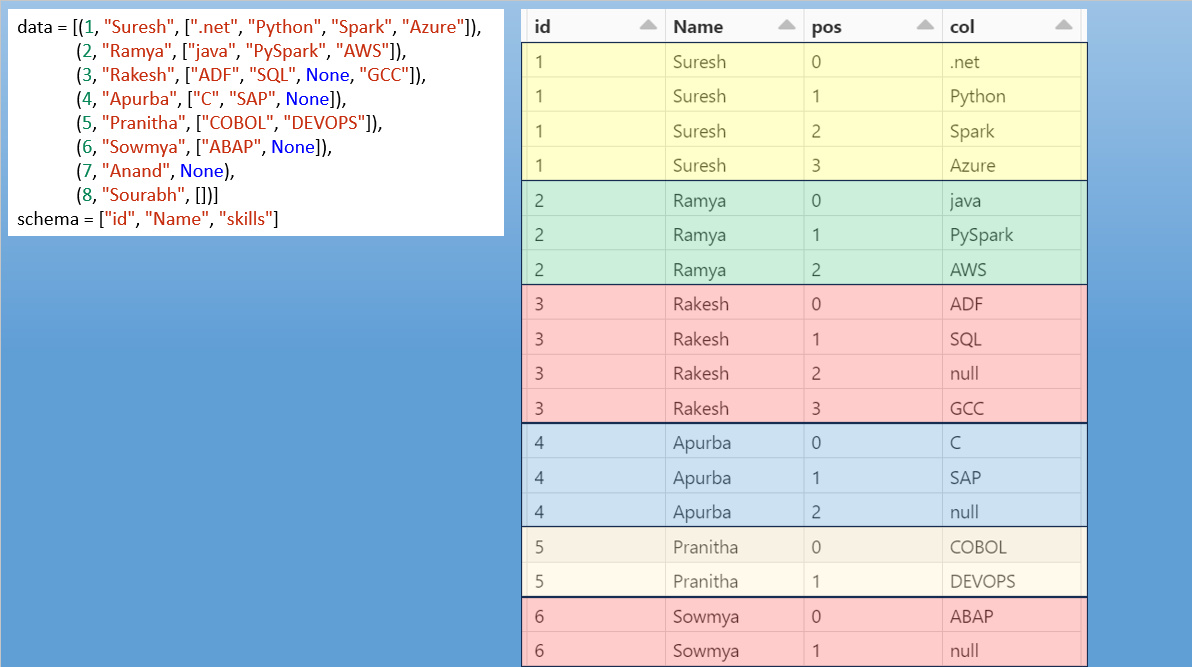 data = [(1, "Suresh", [".net", "Python", "Spark", "Azure"]),
(2, "Ramya", ["java", "PySpark", "AWS"]),
(3, "Rakesh", ["ADF", "SQL", None, "GCC"]),
(4, "Apurba", ["C", "SAP", None]),
(5, "Pranitha", ["COBOL", "DEVOPS"]),
(6, "Sowmya", ["ABAP", None]),
(7, "Anand", None),
(8, "Sourabh", [])]
schema = ["id", "Name", "skills"]
id Name pos col
1 Suresh 0 .net
1 Suresh 1 Python
1 Suresh 2 Spark
1 Suresh 3 Azure
2 Ramya 0 java
2 Ramya 1 PySpark
2 Ramya 2 AWS
3 Rakesh 0 ADF
3 Rakesh 1 SQL
3 Rakesh 2 null
3 Rakesh 3 GCC
4 Apurba 0 C
4 Apurba 1 SAP
4 Apurba 2 null
5 Pranitha 0 COBOL
5 Pranitha 1 DEVOPS
6 Sowmya 0 ABAP
6 Sowmya 1 null